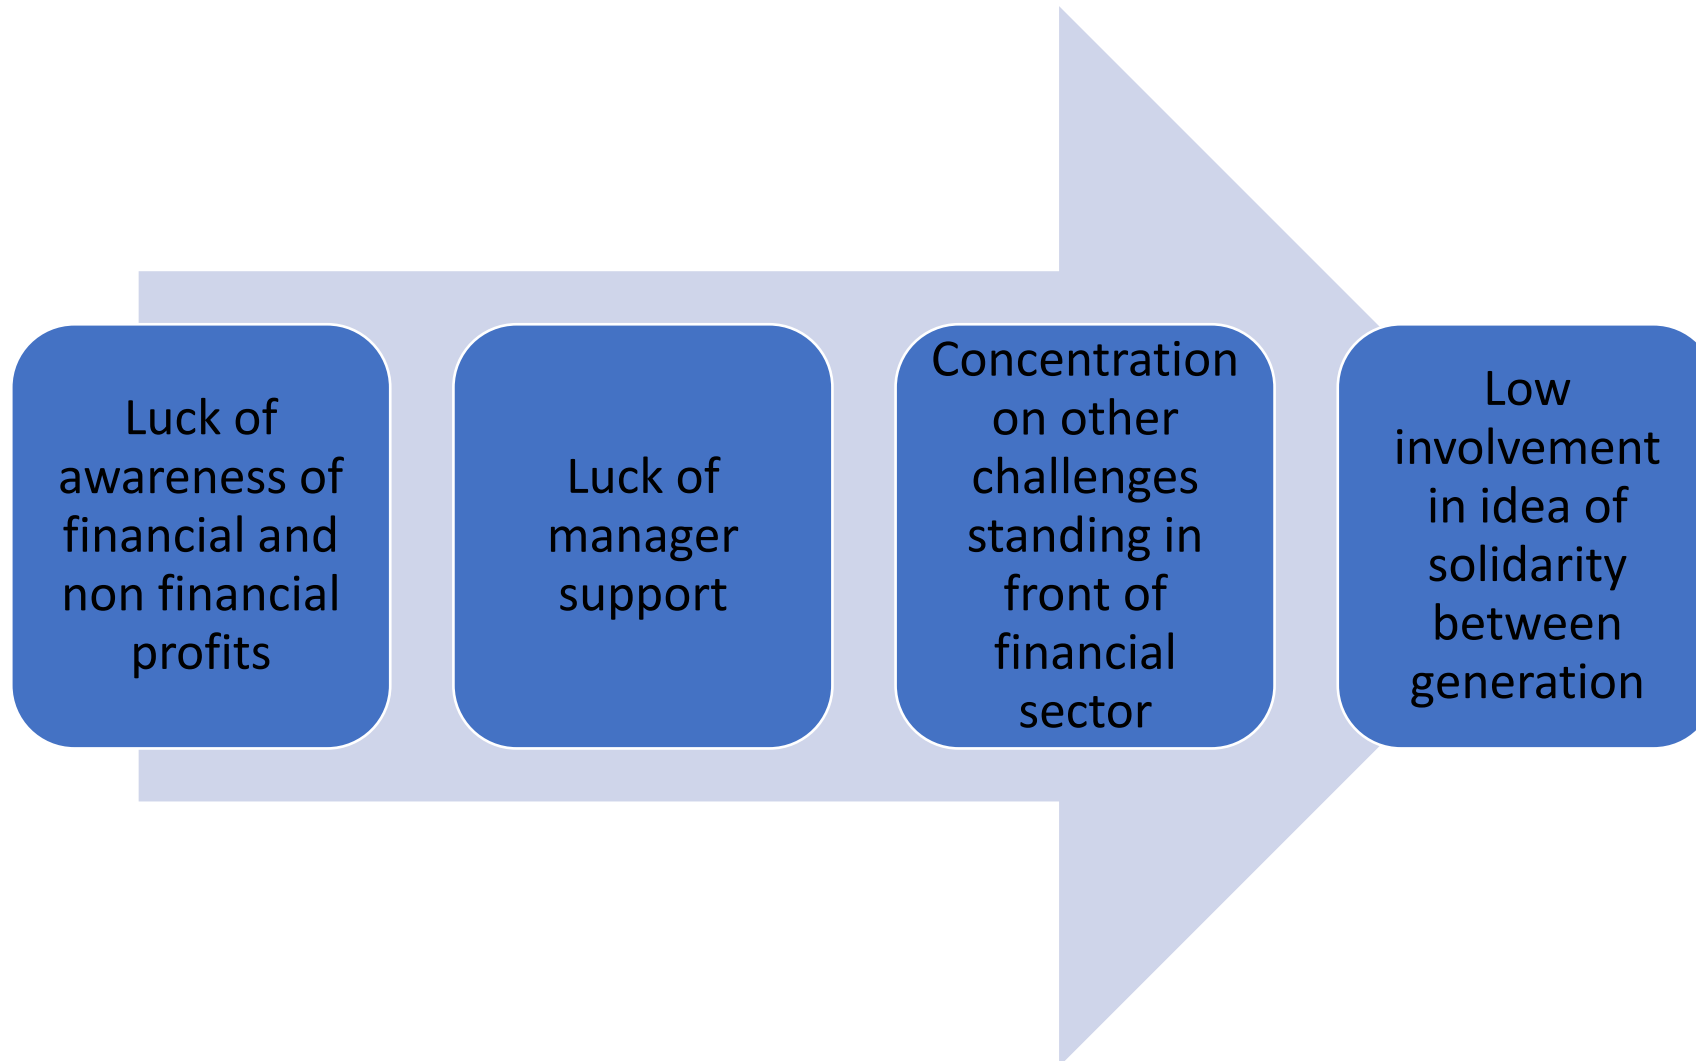 Luck of
awareness of
financial and
non financial
profits
Luck of
manager
support
Concentration
on other
challenges
standing in
front of
financial
sector
Low
involvement
in idea of
solidarity
between
generation